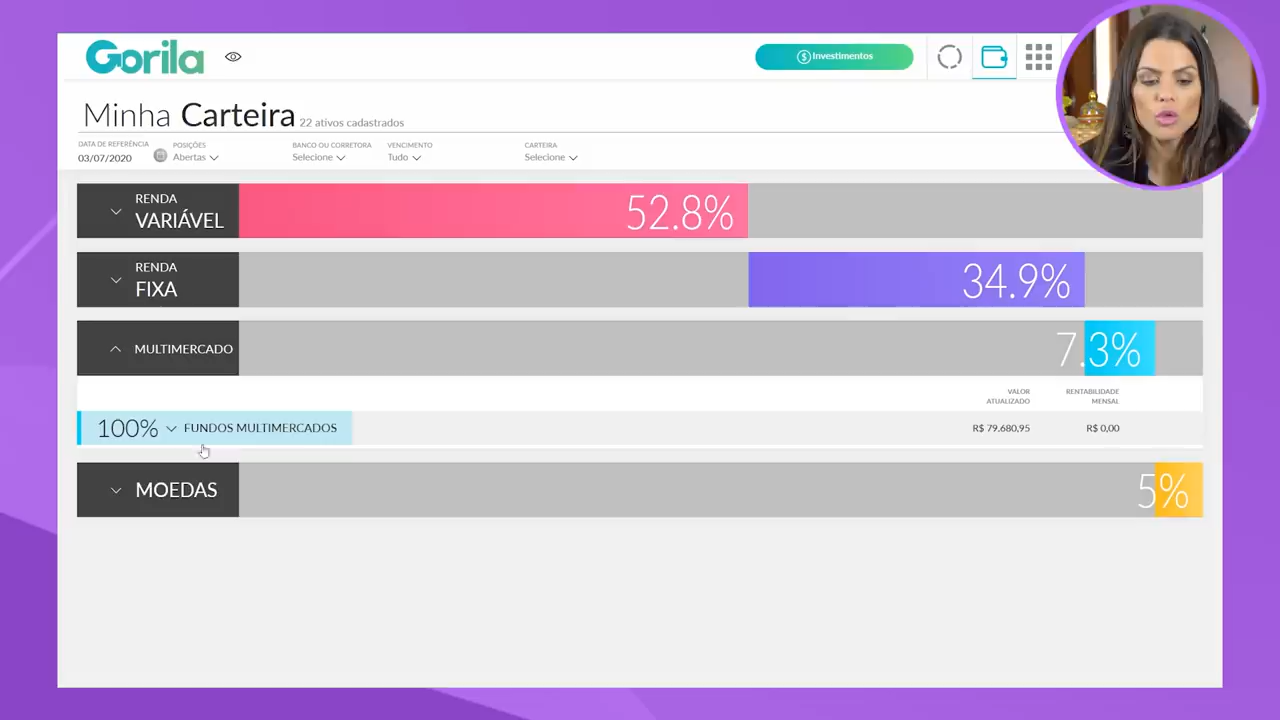 Gorila
Investimentos
Minha Carteira 22 ativos cadastrados
DATA DE REFERÊNCIA
03/07/2020
POSIÇÕES
Abertas
BANCO OU CORRETORA
Selecione
VENCIMENTO
Tudo
CARTEIRA
Selecione
RENDA
VARIÁVEL
52.8%
RENDA
FIXA
34.9%
MULTIMERCADO
7.3%
VALOR
ATUALIZADO
RENTABILIDADE
MENSAL
100% FUNDOS MULTIMERCADOS R$ 79.680,95 R$ 0,00
MOEDAS
5%